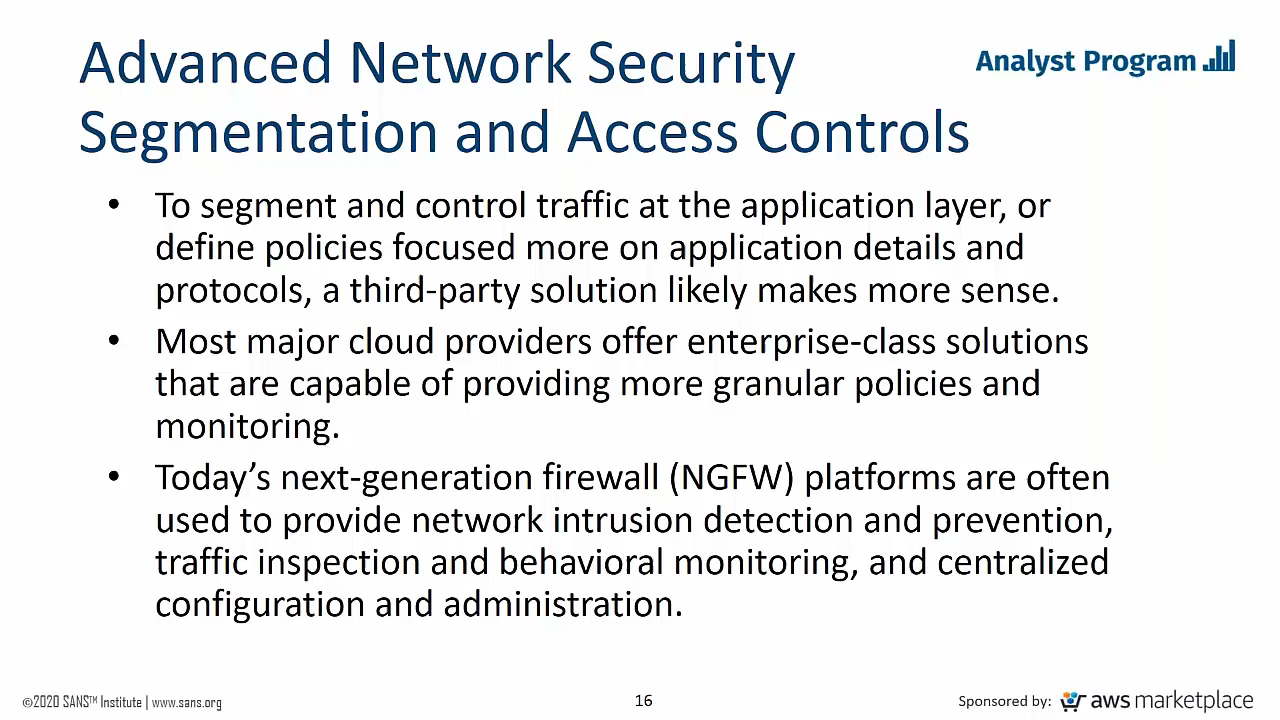 Advanced Network Security
Segmentation and Access Controls
Analyst Program
• To segment and control traffic at the application layer, or
define policies focused more on application details and
protocols, a third-party solution likely makes more sense.
• Most major cloud providers offer enterprise-class solutions
that are capable of providing more granular policies and
monitoring.
• Today’s next-generation firewall (NGFW) platforms are often
used to provide network intrusion detection and prevention,
traffic inspection and behavioral monitoring, and centralized
configuration and administration.
©2020 SANS™ Institute | www.sans.org
16
Sponsored by: aws marketplace